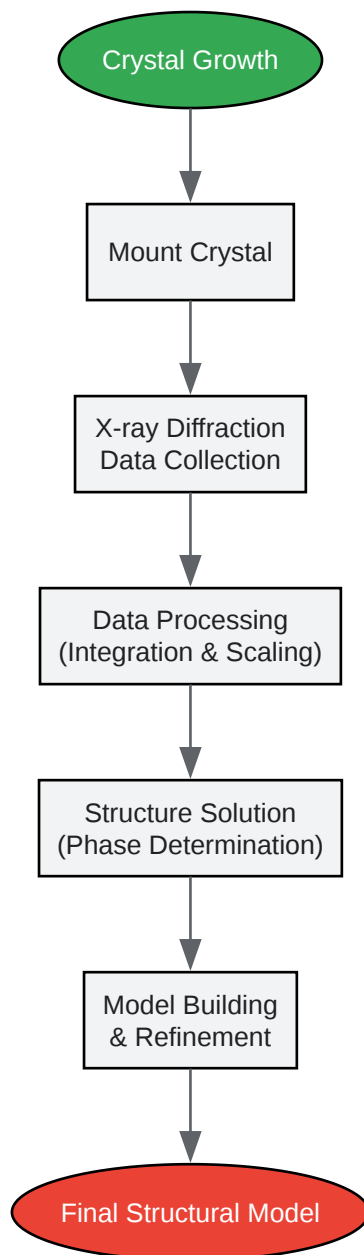 Crystal Growth
Mount Crystal
X-ray Diffraction
Data Collection
Data Processing
(Integration & Scaling)
Structure Solution
(Phase Determination)
Model Building
& Refinement
Final Structural Model